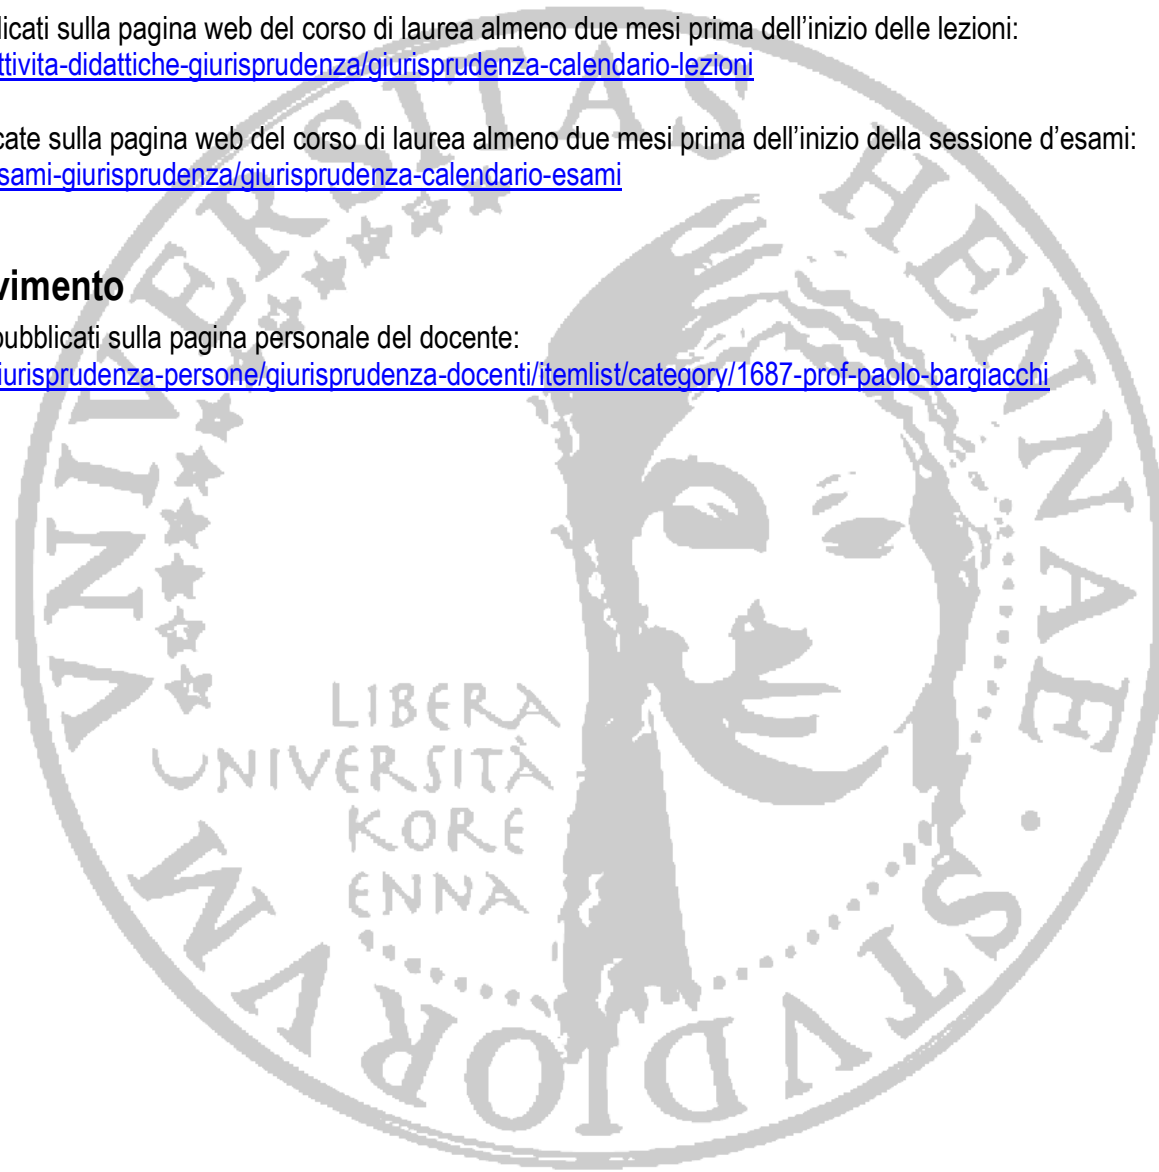 licati sulla pagina web del corso di laurea almeno due mesi prima dell’inizio delle lezioni:
ttivita-didattiche-giurisprudenza/giurisprudenza-calendario-lezioni
cate sulla pagina web del corso di laurea almeno due mesi prima dell’inizio della sessione d’esami:
sami-giurisprudenza/giurisprudenza-calendario-esami
vimento
pubblicati sulla pagina personale del docente:
iurisprudenza-persone/giurisprudenza-docenti/itemlist/category/1687-prof-paolo-bargiacchi
VNIVERSITAS HENNAE · STVDIORVM
LIBERA
UNIVERSITÀ
KORE
ENNA